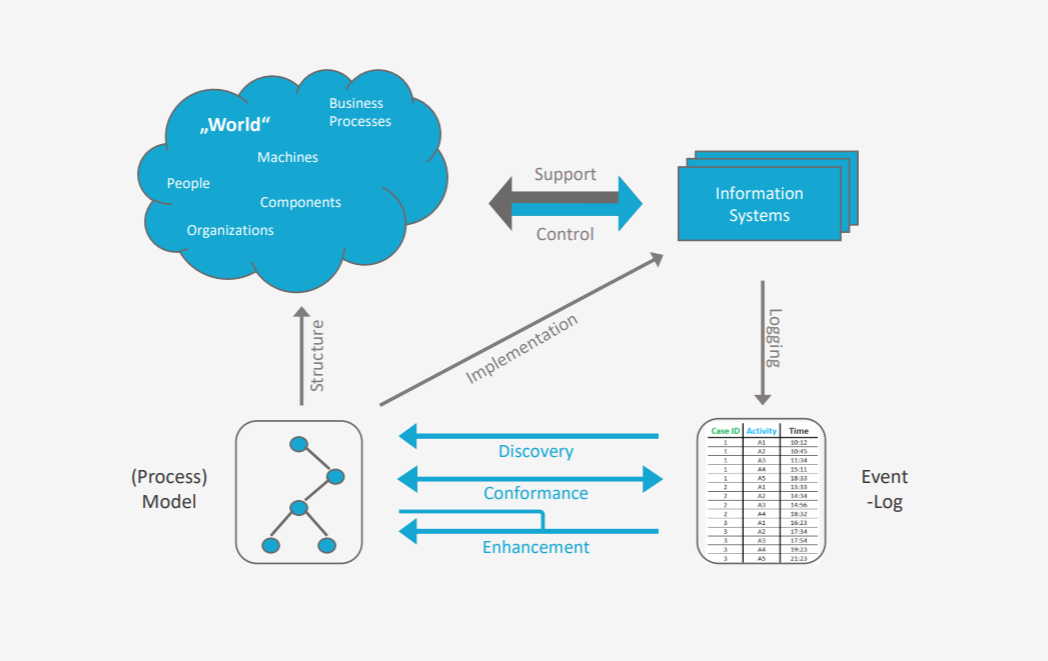 „World“
Business
Processes
Machines
People
Components
Organizations
Support
Control
Information
Systems
Structure
Implementation
Logging
(Process)
Model
Discovery
Conformance
Enhancement
Case ID Activity Time
1 A1 10:12
1 A2 10:45
1 A3 11:34
1 A4 15:11
1 A5 18:33
2 A1 13:33
2 A2 14:34
2 A3 14:56
2 A4 18:32
3 A1 16:23
3 A2 17:34
3 A3 17:54
3 A4 19:23
3 A5 21:23
Event
-Log